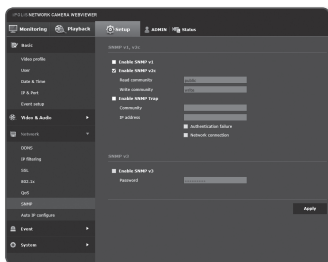 NETWORK CAMERA WEBVIEWER
Monitoring
Playback
Setup
ADMIN
Status
Basic
Video profile
User
Date & Time
IP & Port
Event setup
Video & Audio
Network
DDNS
IP filtering
SSL
802.1x
QoS
SNMP
Auto IP configure
Event
System
SNMP v1, v2c
Enable SNMP v1
Enable SNMP v2c
Read community
public
Write community
write
Enable SNMP Trap
Community
IP address
Authentication failure
Network connection
SNMP v3
Enable SNMP v3
Password
Apply